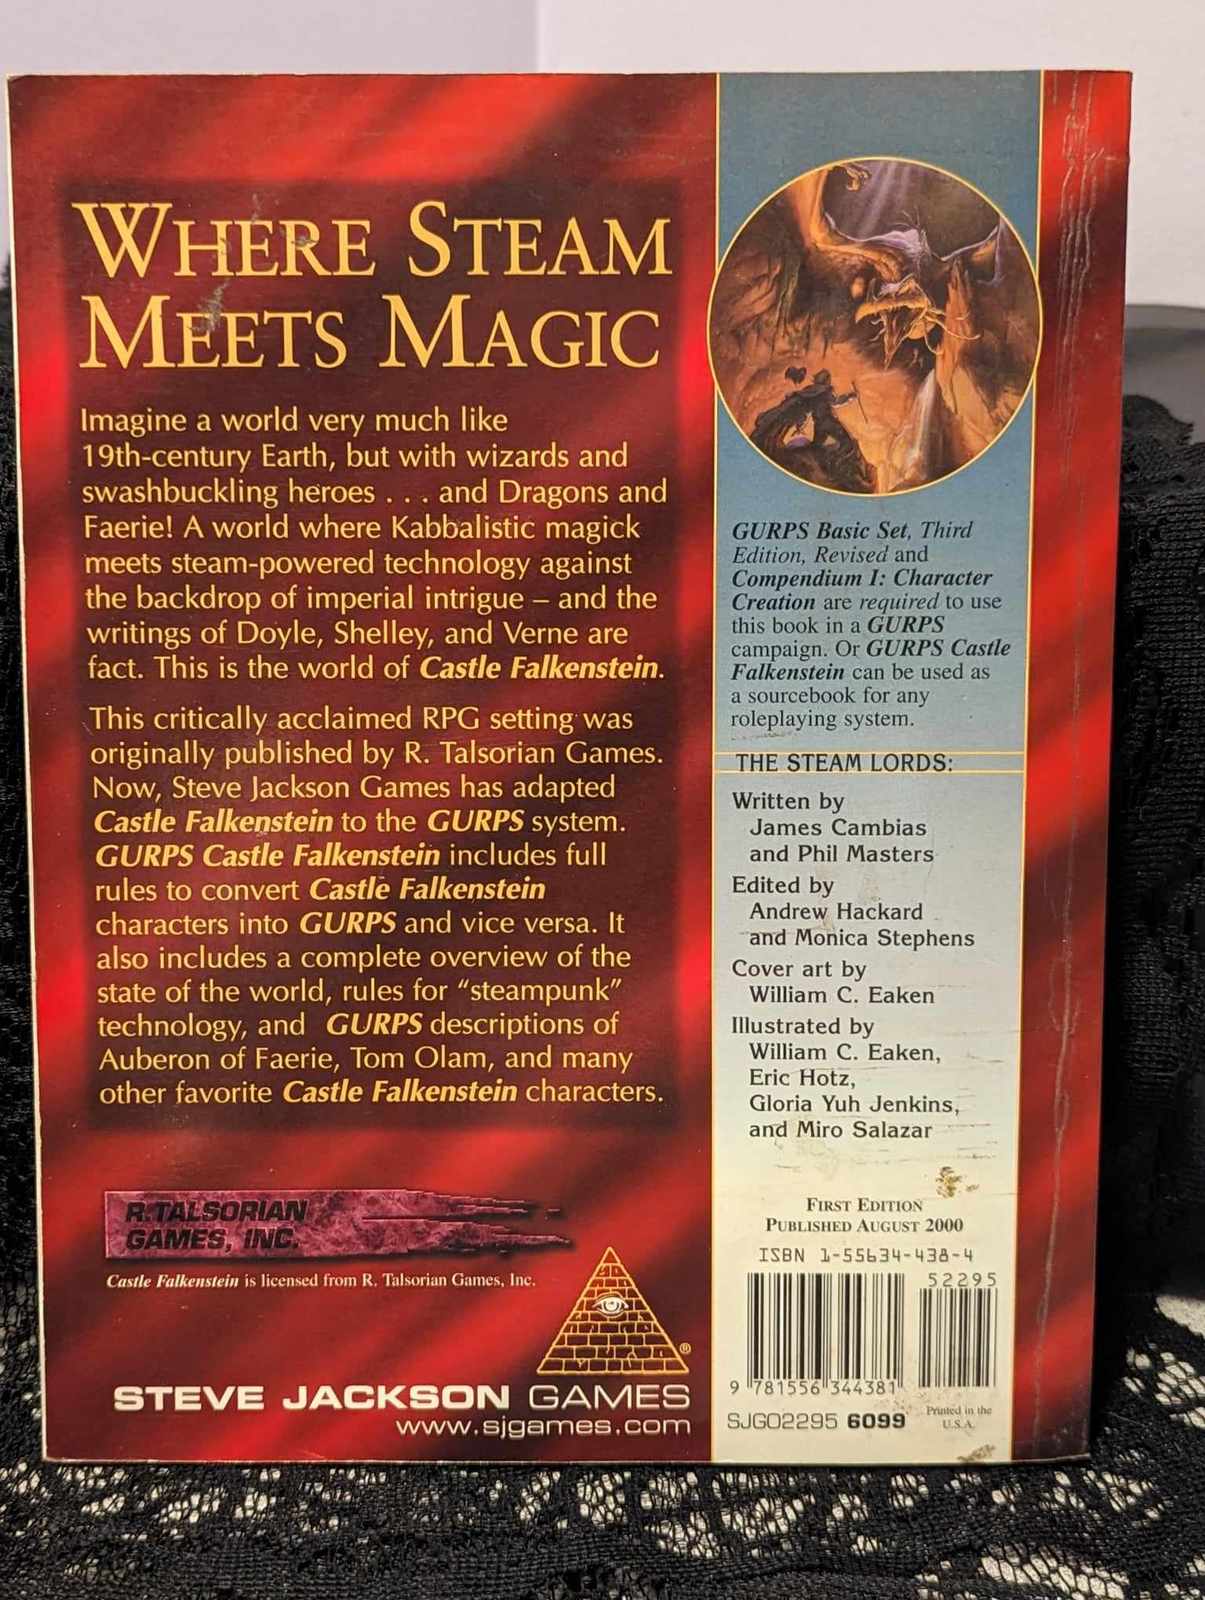 WHERE STEAM
MEETS MAGIC
Imagine a world very much like
19th-century Earth, but with wizards and
swashbuckling heroes . . . and Dragons and
Faerie! A world where Kabbalistic magick
meets steam-powered technology against
the backdrop of imperial intrigue – and the
writings of Doyle, Shelley, and Verne are
fact. This is the world of Castle Falkenstein.
This critically acclaimed RPG setting was
originally published by R. Talsorian Games.
Now, Steve Jackson Games has adapted
Castle Falkenstein to the GURPS system.
GURPS Castle Falkenstein includes full
rules to convert Castle Falkenstein
characters into GURPS and vice versa. It
also includes a complete overview of the
state of the world, rules for “steampunk”
technology, and GURPS descriptions of
Auberon of Faerie, Tom Olam, and many
other favorite Castle Falkenstein characters.
R.TALSORIAN
GAMES, INC.
Castle Falkenstein is licensed from R. Talsorian Games, Inc.
®
STEVE JACKSON GAMES
www.sjgames.com
GURPS Basic Set, Third
Edition, Revised and
Compendium I: Character
Creation are required to use
this book in a GURPS
campaign. Or GURPS Castle
Falkenstein can be used as
a sourcebook for any
roleplaying system.
THE STEAM LORDS:
Written by
James Cambias
and Phil Masters
Edited by
Andrew Hackard
and Monica Stephens
Cover art by
William C. Eaken
Illustrated by
William C. Eaken,
Eric Hotz,
Gloria Yuh Jenkins,
and Miro Salazar
FIRST EDITION
PUBLISHED AUGUST 2000
ISBN 1-55634-438-4
52295
9 781556 344381
SJG02295 6099
Printed in the
U.S.A.